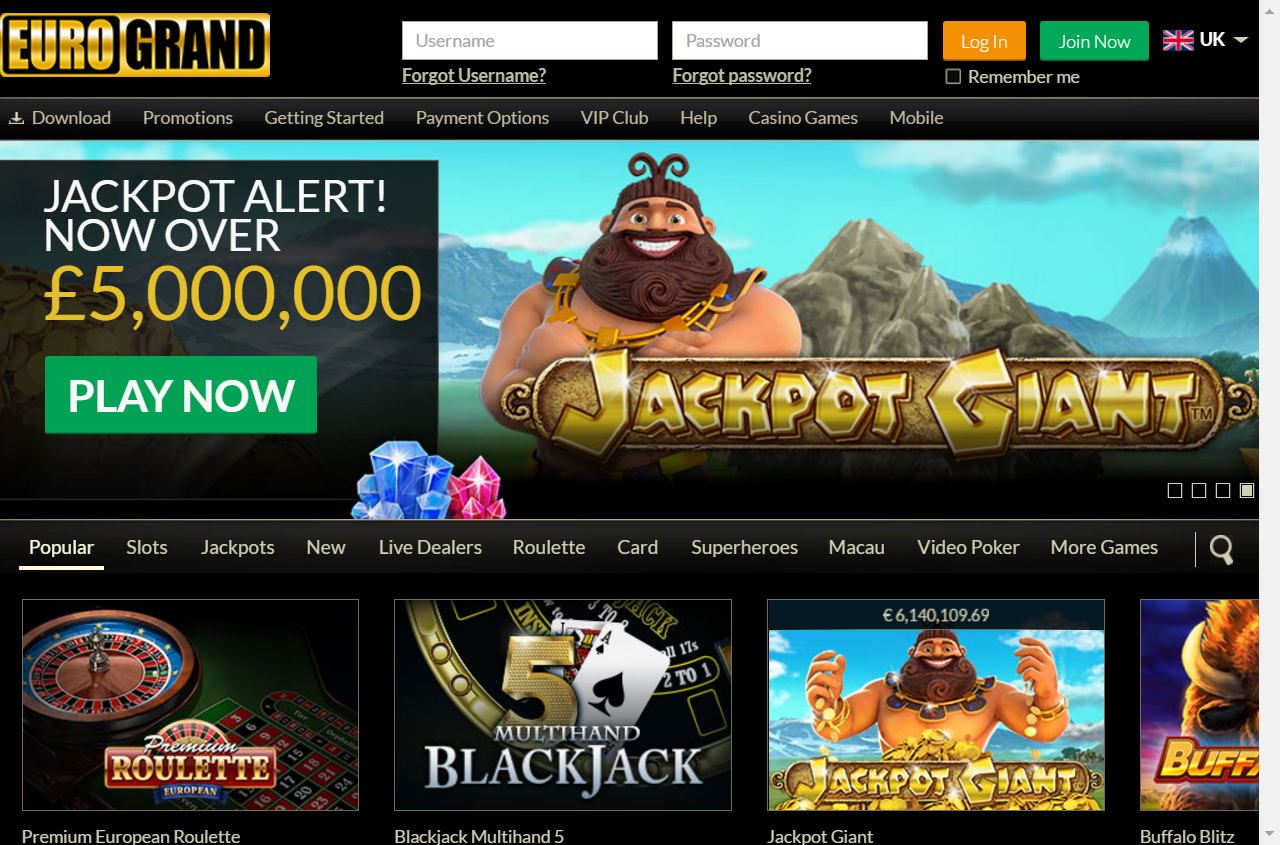 EURO GRAND
Username
Password
Log In
Join Now
UK
Forgot Username?
Forgot password?
Remember me
Download
Promotions
Getting Started
Payment Options
VIP Club
Help
Casino Games
Mobile
JACKPOT ALERT!
NOW OVER
£5,000,000
PLAY NOW
JACKPOT GIANT™
Popular
Slots
Jackpots
New
Live Dealers
Roulette
Card
Superheroes
Macau
Video Poker
More Games
Premium
ROULETTE
EUROPEAN
5
MULTIHAND
BLACKJACK
€ 6,140,109.69
JACKPOT GIANT
BUFFA
Premium European Roulette
Blackjack Multihand 5
Jackpot Giant
Buffalo Blitz